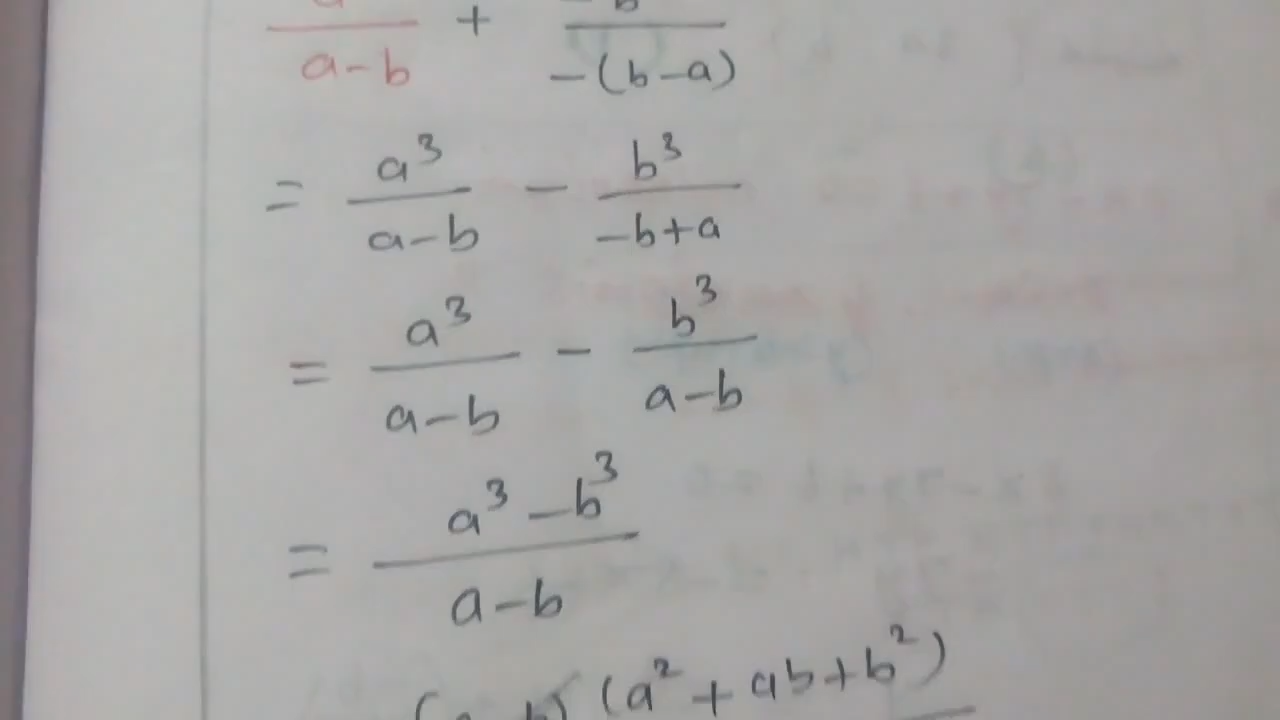 a/(a-b) + -b/(-(b-a))
= a³/(a-b) - b³/(-b+a)
= a³/(a-b) - b³/(a-b)
= (a³-b³)/(a-b)
(a-b)(a²+ab+b²)